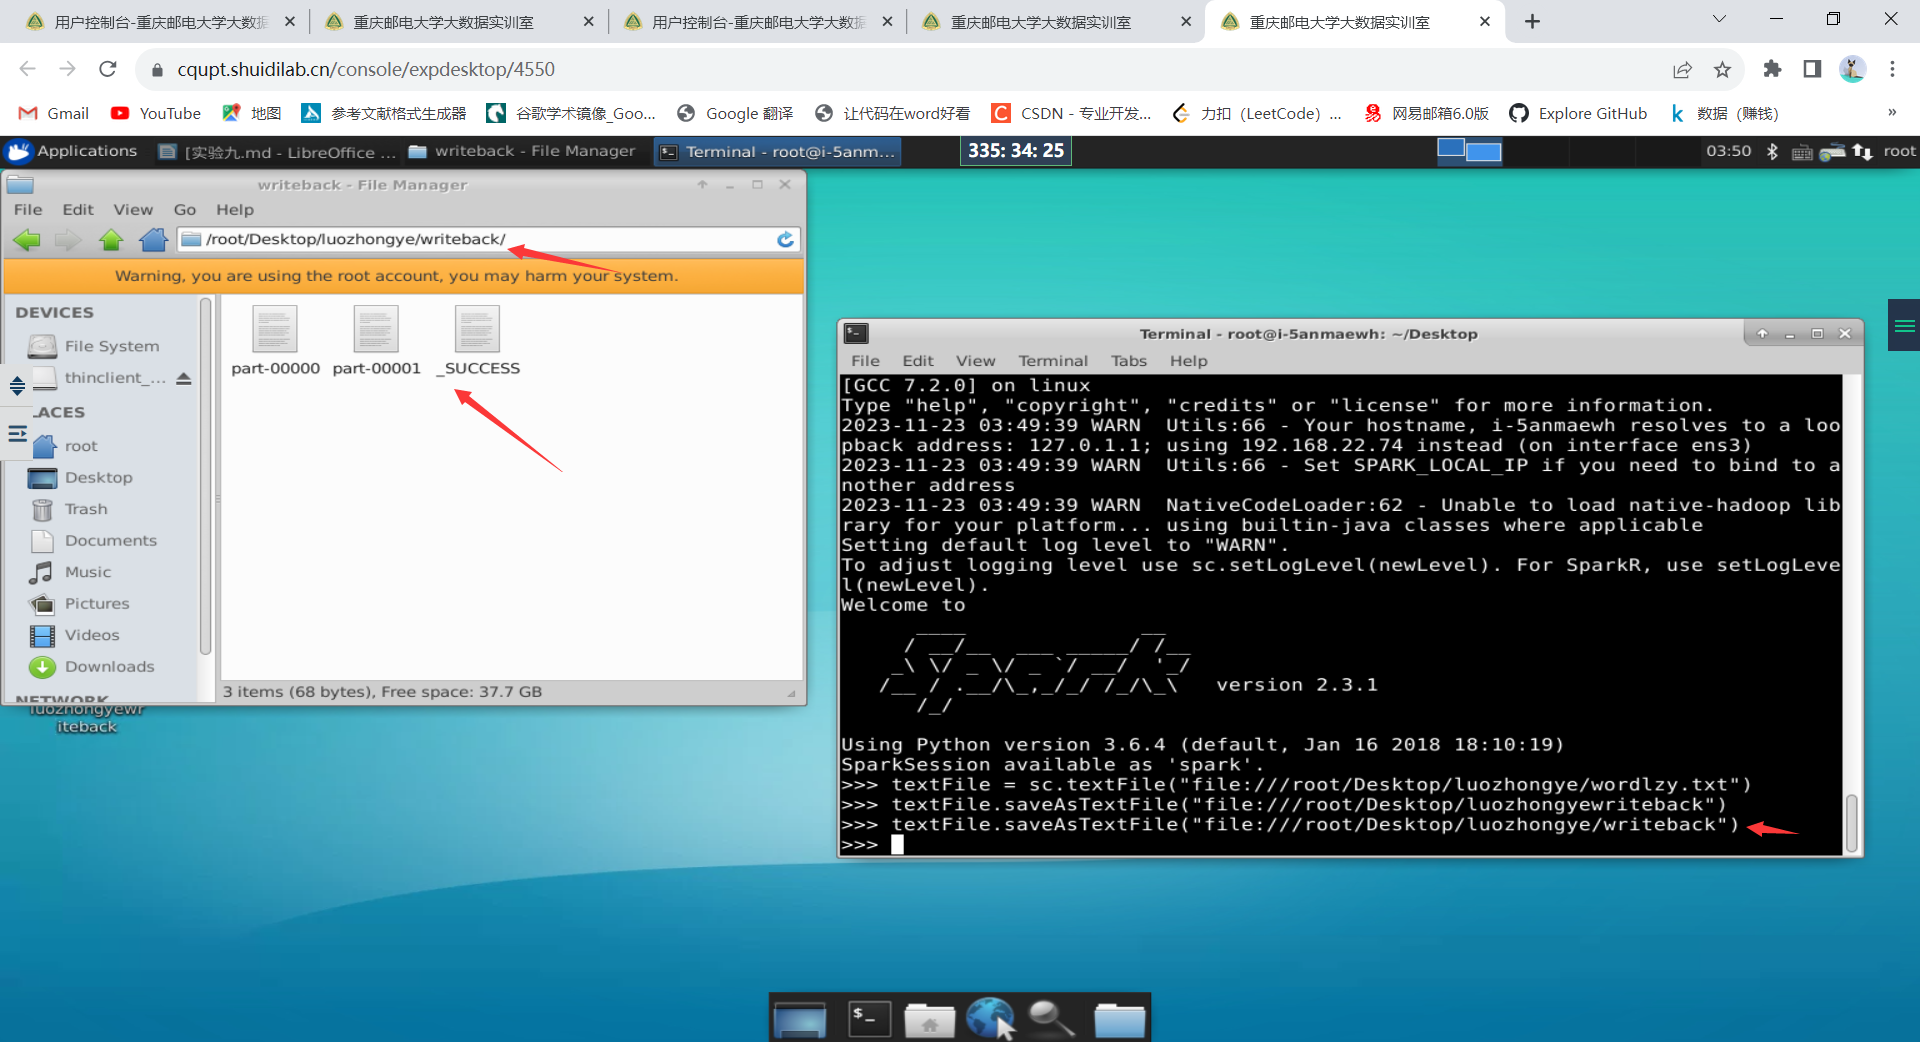 用户控制台-重庆邮电大学大数据
重庆邮电大学大数据实训室
用户控制台-重庆邮电大学大数据
重庆邮电大学大数据实训室
重庆邮电大学大数据实训室
cqupt.shuidilab.cn/console/expdesktop/4550
Gmail
YouTube
地图
参考文献格式生成器
谷歌学术镜像_Goo...
Google 翻译
让代码在word好看
CSDN - 专业开发...
力扣（LeetCode）...
网易邮箱6.0版
Explore GitHub
数据（赚钱）
»
Applications
[实验九.md - LibreOffice ...
writeback - File Manager
Terminal - root@i-5anm...
335: 34: 25
03:50
root
writeback - File Manager
File Edit View Go Help
/root/Desktop/luozhongye/writeback/
Warning, you are using the root account, you may harm your system.
DEVICES
File System
thinclient_...
LACES
root
Desktop
Trash
Documents
Music
Pictures
Videos
Downloads
NETWORK
part-00000
part-00001
_SUCCESS
3 items (68 bytes), Free space: 37.7 GB
luozhongyewr
iteback
Terminal - root@i-5anmaewh: ~/Desktop
File Edit View Terminal Tabs Help
[GCC 7.2.0] on linux
Type "help", "copyright", "credits" or "license" for more information.
2023-11-23 03:49:39 WARN  Utils:66 - Your hostname, i-5anmaewh resolves to a loo
pback address: 127.0.1.1; using 192.168.22.74 instead (on interface ens3)
2023-11-23 03:49:39 WARN  Utils:66 - Set SPARK_LOCAL_IP if you need to bind to a
nother address
2023-11-23 03:49:39 WARN  NativeCodeLoader:62 - Unable to load native-hadoop lib
rary for your platform... using builtin-java classes where applicable
Setting default log level to "WARN".
To adjust logging level use sc.setLogLevel(newLevel). For SparkR, use setLogLeve
l(newLevel).
Welcome to
      ____              __
     / __/__  ___ _____/ /__
    _\ \/ _ \/ _ `/ __/  '_/
   /__ / .__/\_,_/_/ /_/\_\   version 2.3.1
      /_/
Using Python version 3.6.4 (default, Jan 16 2018 18:10:19)
SparkSession available as 'spark'.
>>> textFile = sc.textFile("file:///root/Desktop/luozhongye/wordlzy.txt")
>>> textFile.saveAsTextFile("file:///root/Desktop/luozhongyewriteback")
>>> textFile.saveAsTextFile("file:///root/Desktop/luozhongye/writeback")
>>>